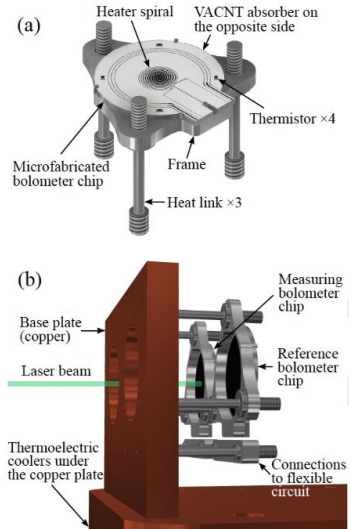 (a)
Heater spiral
VACNT absorber on
the opposite side
Thermistor ×4
Microfabricated
bolometer chip
Frame
Heat link ×3
(b)
Measuring
bolometer
chip
Base plate
(copper)
Reference
bolometer
chip
Laser beam
Thermoelectric
coolers under
the copper plate
Connections
to flexible
circuit